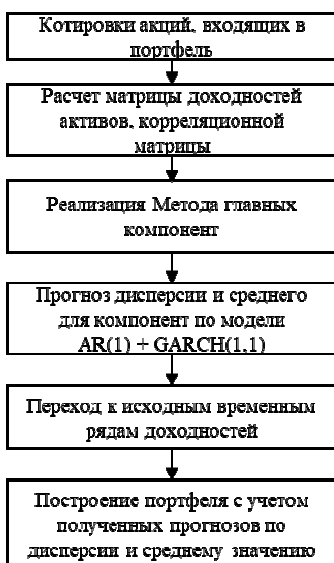 Котировки акций, входящих в
портфель
Расчет матрицы доходностей
активов, корреляционной
матрицы
Реализация Метода главных
компонент
Прогноз дисперсии и среднего
для компонент по модели
AR(1) + GARCH(1,1)
Переход к исходным временным
рядам доходностей
Построение портфеля с учетом
полученных прогнозов по
дисперсии и среднему значению